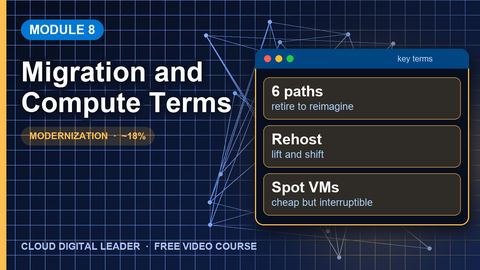 MODULE 8
Migration and
Compute Terms
MODERNIZATION · ~18%
key terms
6 paths
retire to reimagine
Rehost
lift and shift
Spot VMs
cheap but interruptible
CLOUD DIGITAL LEADER · FREE VIDEO COURSE